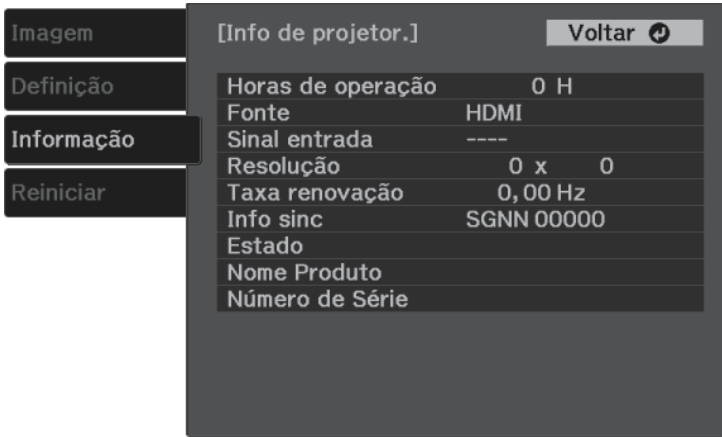 Imagem
Definição
Informação
Reiniciar
[Info de projetor.] Voltar
Horas de operação 0 H
Fonte HDMI
Sinal entrada ----
Resolução 0 x 0
Taxa renovação 0,00 Hz
Info sinc SGNN 00000
Estado
Nome Produto
Número de Série